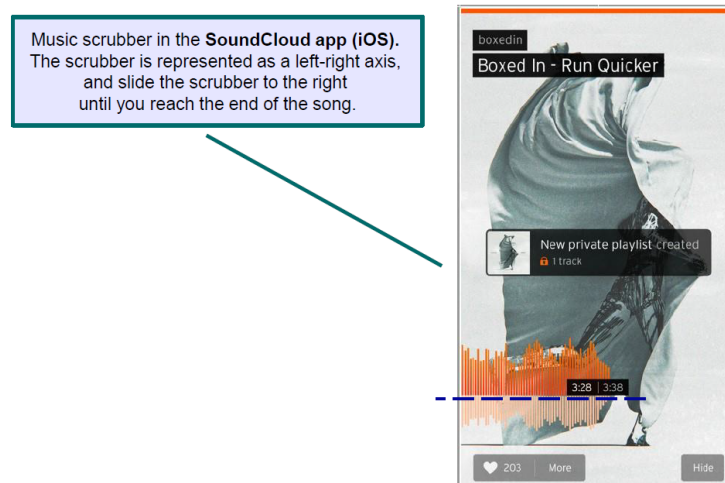 Music scrubber in the SoundCloud app (iOS).
The scrubber is represented as a left-right axis,
and slide the scrubber to the right
until you reach the end of the song.
boxedin
Boxed In - Run Quicker
New private playlist created
1 track
3:28 | 3:38
203 | More
Hide